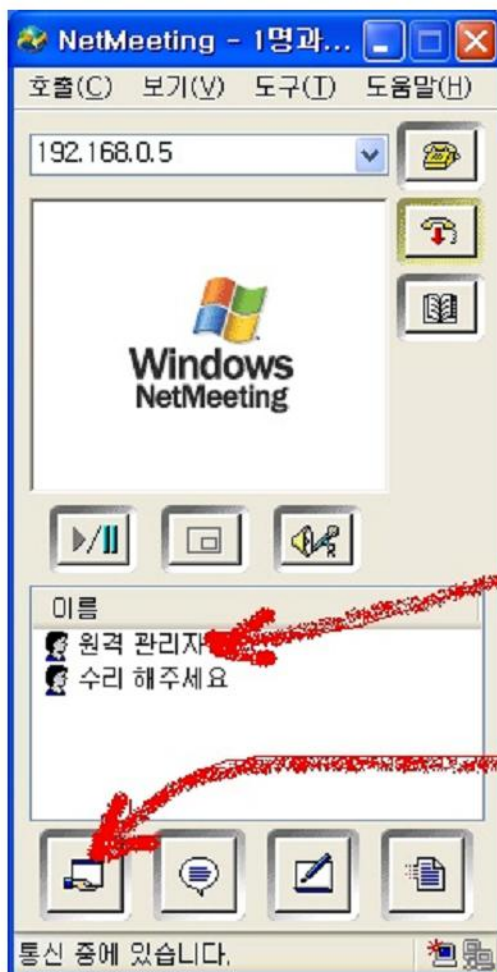 NetMeeting - 1명과...
호출(C) 보기(V) 도구(T) 도움말(H)
192.168.0.5
Windows
NetMeeting
이름
원격 관리자
수리 해주세요
통신 중에 있습니다.